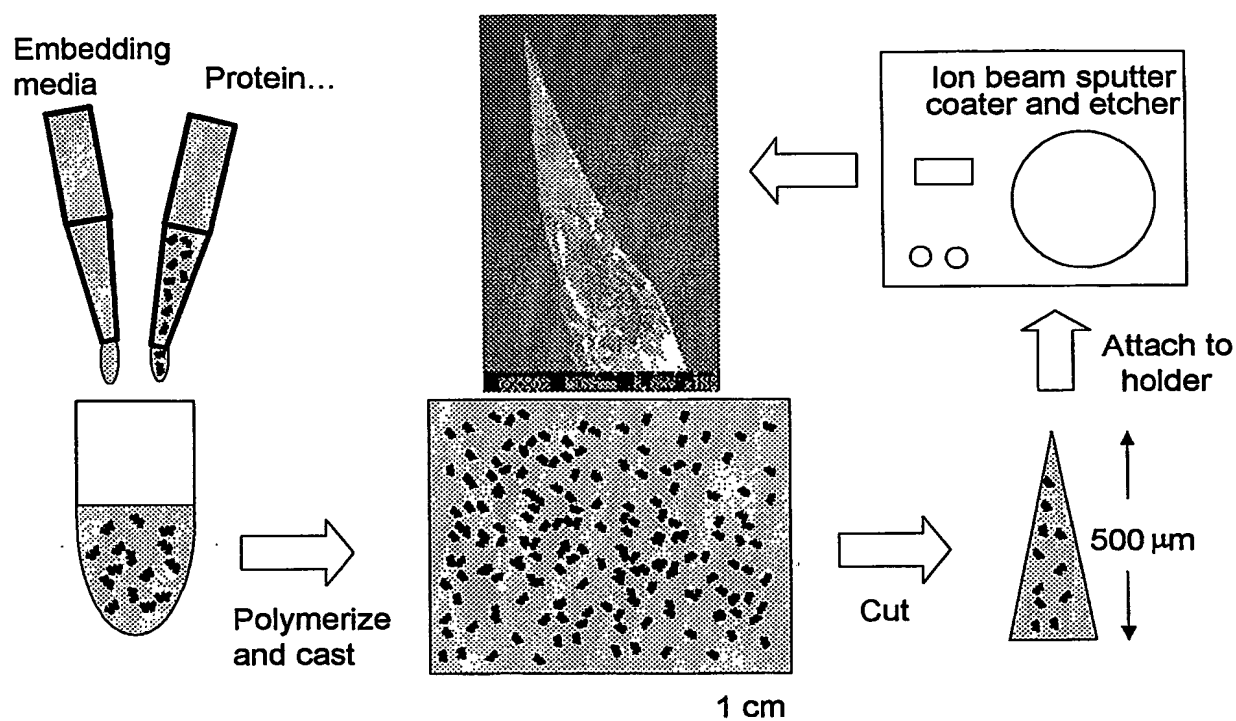 Embedding
media
Protein...
Ion beam sputter
coater and etcher
Attach to
holder
500 µm
Polymerize
and cast
Cut
1 cm